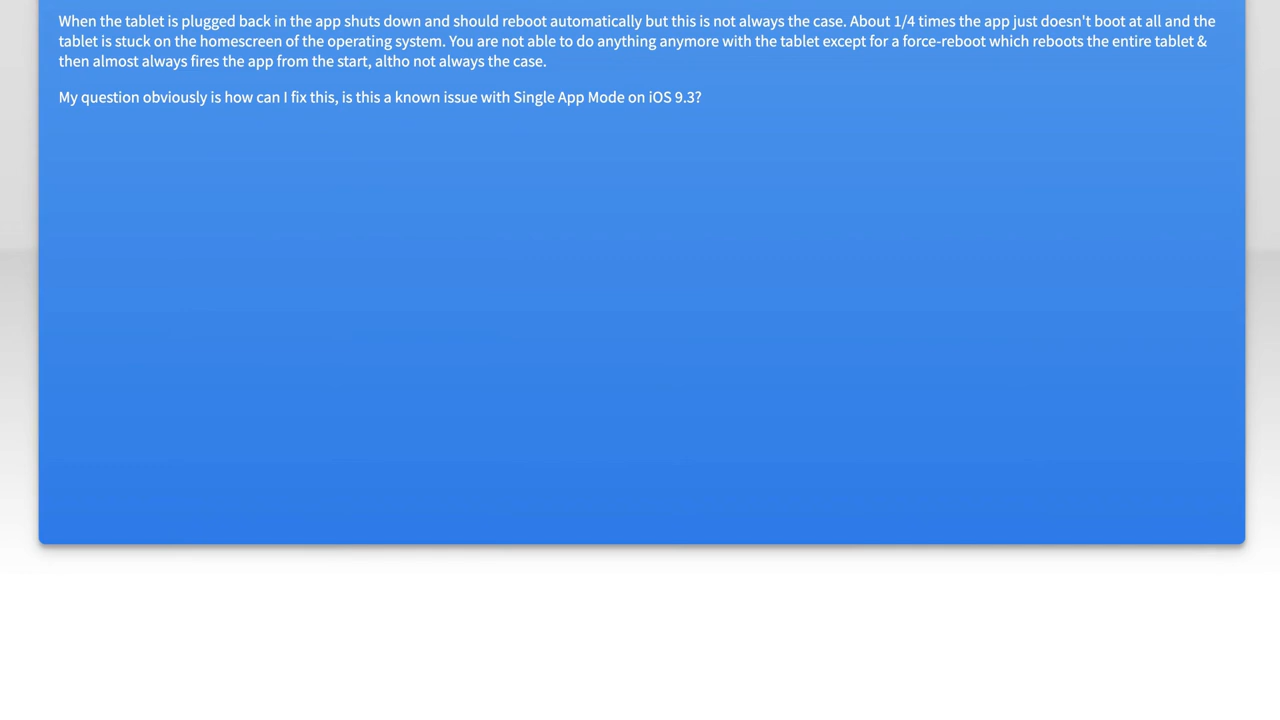 When the tablet is plugged back in the app shuts down and should reboot automatically but this is not always the case. About 1/4 times the app just doesn't boot at all and the
tablet is stuck on the homescreen of the operating system. You are not able to do anything anymore with the tablet except for a force-reboot which reboots the entire tablet &
then almost always fires the app from the start, altho not always the case.
My question obviously is how can I fix this, is this a known issue with Single App Mode on iOS 9.3?